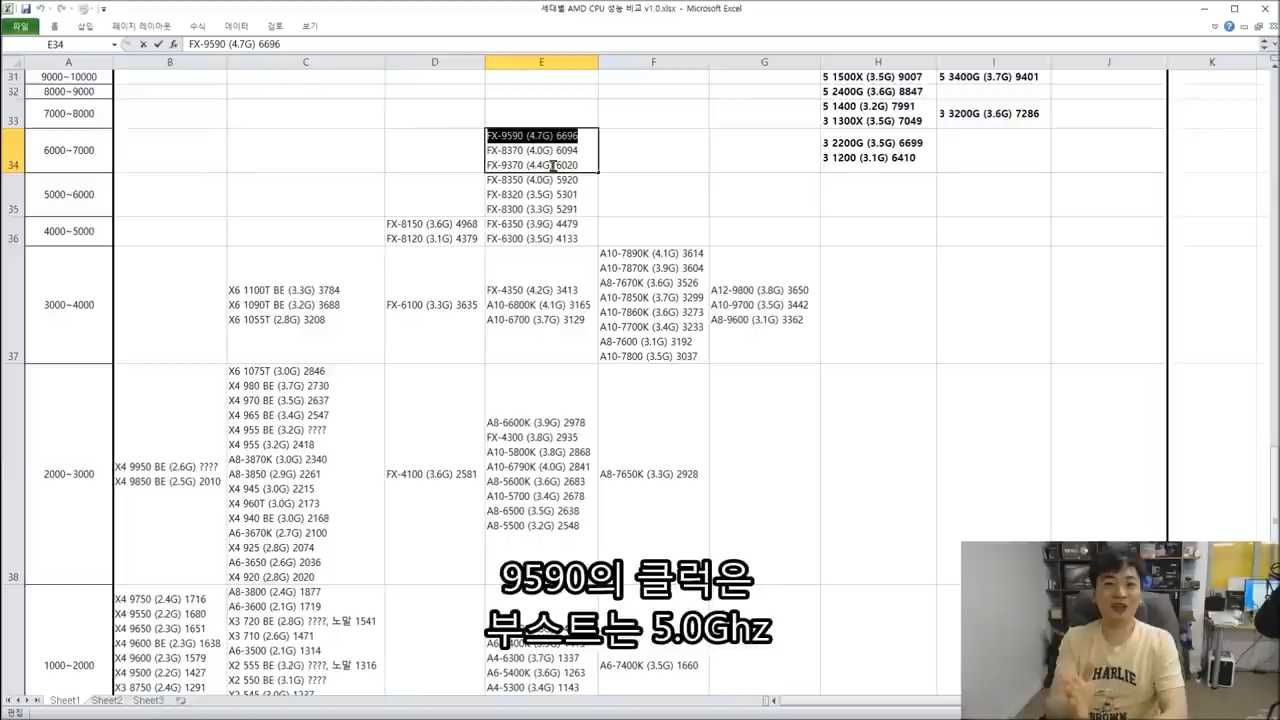 세대별 AMD CPU 성능 비교 v1.0.xlsx - Microsoft Excel
파일 홈 삽입 페이지 레이아웃 수식 데이터 검토 보기
E34 FX-9590 (4.7G) 6696
A B C D E F G H I J K
31 9000~10000 5 1500X (3.5G) 9007 5 3400G (3.7G) 9401
32 8000~9000 5 2400G (3.6G) 8847
33 7000~8000
5 1400 (3.2G) 7991
3 1300X (3.5G) 7049
3 3200G (3.6G) 7286
34 6000~7000
FX-9590 (4.7G) 6696
FX-8370 (4.0G) 6094
FX-9370 (4.4G) 6020
3 2200G (3.5G) 6699
3 1200 (3.1G) 6410
35 5000~6000
FX-8350 (4.0G) 5920
FX-8320 (3.5G) 5301
FX-8300 (3.3G) 5291
36 4000~5000
FX-8150 (3.6G) 4968
FX-8120 (3.1G) 4379
FX-6350 (3.9G) 4479
FX-6300 (3.5G) 4133
37 3000~4000
X6 1100T BE (3.3G) 3784
X6 1090T BE (3.2G) 3688
X6 1055T (2.8G) 3208
FX-6100 (3.3G) 3635
FX-4350 (4.2G) 3413
A10-6800K (4.1G) 3165
A10-6700 (3.7G) 3129
A10-7890K (4.1G) 3614
A10-7870K (3.9G) 3604
A8-7670K (3.6G) 3526
A10-7850K (3.7G) 3299
A10-7860K (3.6G) 3273
A10-7700K (3.4G) 3233
A8-7600 (3.1G) 3192
A10-7800 (3.5G) 3037
A12-9800 (3.8G) 3650
A10-9700 (3.5G) 3442
A8-9600 (3.1G) 3362
38 2000~3000
X4 9950 BE (2.6G) ????
X4 9850 BE (2.5G) 2010
X6 1075T (3.0G) 2846
X4 980 BE (3.7G) 2730
X4 970 BE (3.5G) 2637
X4 965 BE (3.4G) 2547
X4 955 BE (3.2G) ????
X4 955 (3.2G) 2418
A8-3870K (3.0G) 2340
A8-3850 (2.9G) 2261
X4 945 (3.0G) 2215
X4 960T (3.0G) 2173
X4 940 BE (3.0G) 2168
A6-3670K (2.7G) 2100
X4 925 (2.8G) 2074
A6-3650 (2.6G) 2036
X4 920 (2.8G) 2020
FX-4100 (3.6G) 2581
A8-6600K (3.9G) 2978
FX-4300 (3.8G) 2935
A10-5800K (3.8G) 2868
A10-6790K (4.0G) 2841
A8-5600K (3.6G) 2683
A10-5700 (3.4G) 2678
A8-6500 (3.5G) 2638
A8-5500 (3.2G) 2548
A8-7650K (3.3G) 2928
1000~2000
X4 9750 (2.4G) 1716
X4 9550 (2.2G) 1680
X4 9650 (2.3G) 1651
X4 9600 BE (2.3G) 1638
X4 9600 (2.3G) 1579
X4 9500 (2.2G) 1427
X3 8750 (2.4G) 1291
A8-3800 (2.4G) 1877
A6-3600 (2.1G) 1719
X3 720 BE (2.8G) ????, 노말 1541
X3 710 (2.6G) 1471
A6-3500 (2.1G) 1314
X2 555 BE (3.2G) ????, 노말 1316
X2 550 BE (3.1G) ????
X2 545 (3.0G) 1237
A4-6300 (3.7G) 1337
A6-5400K (3.6G) 1263
A4-5300 (3.4G) 1143
A6-7400K (3.5G) 1660
9590의 클럭은
부스트는 5.0Ghz
CHARLIE
BROWN
Sheet1 Sheet2 Sheet3
편집